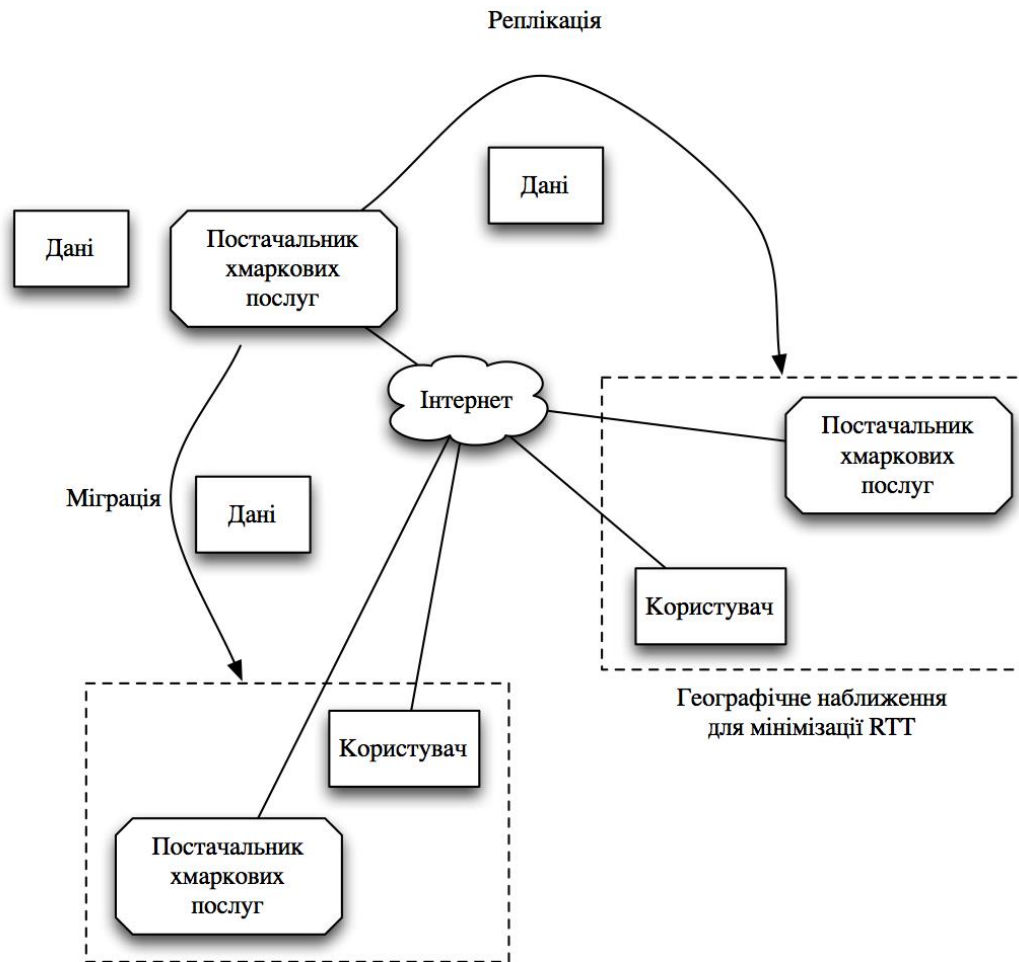 Реплікація
Дані
Дані
Постачальник
хмаркових
послуг
Інтернет
Постачальник
хмаркових
послуг
Міграція
Дані
Користувач
Географічне наближення
для мінімізації RTT
Користувач
Постачальник
хмаркових
послуг